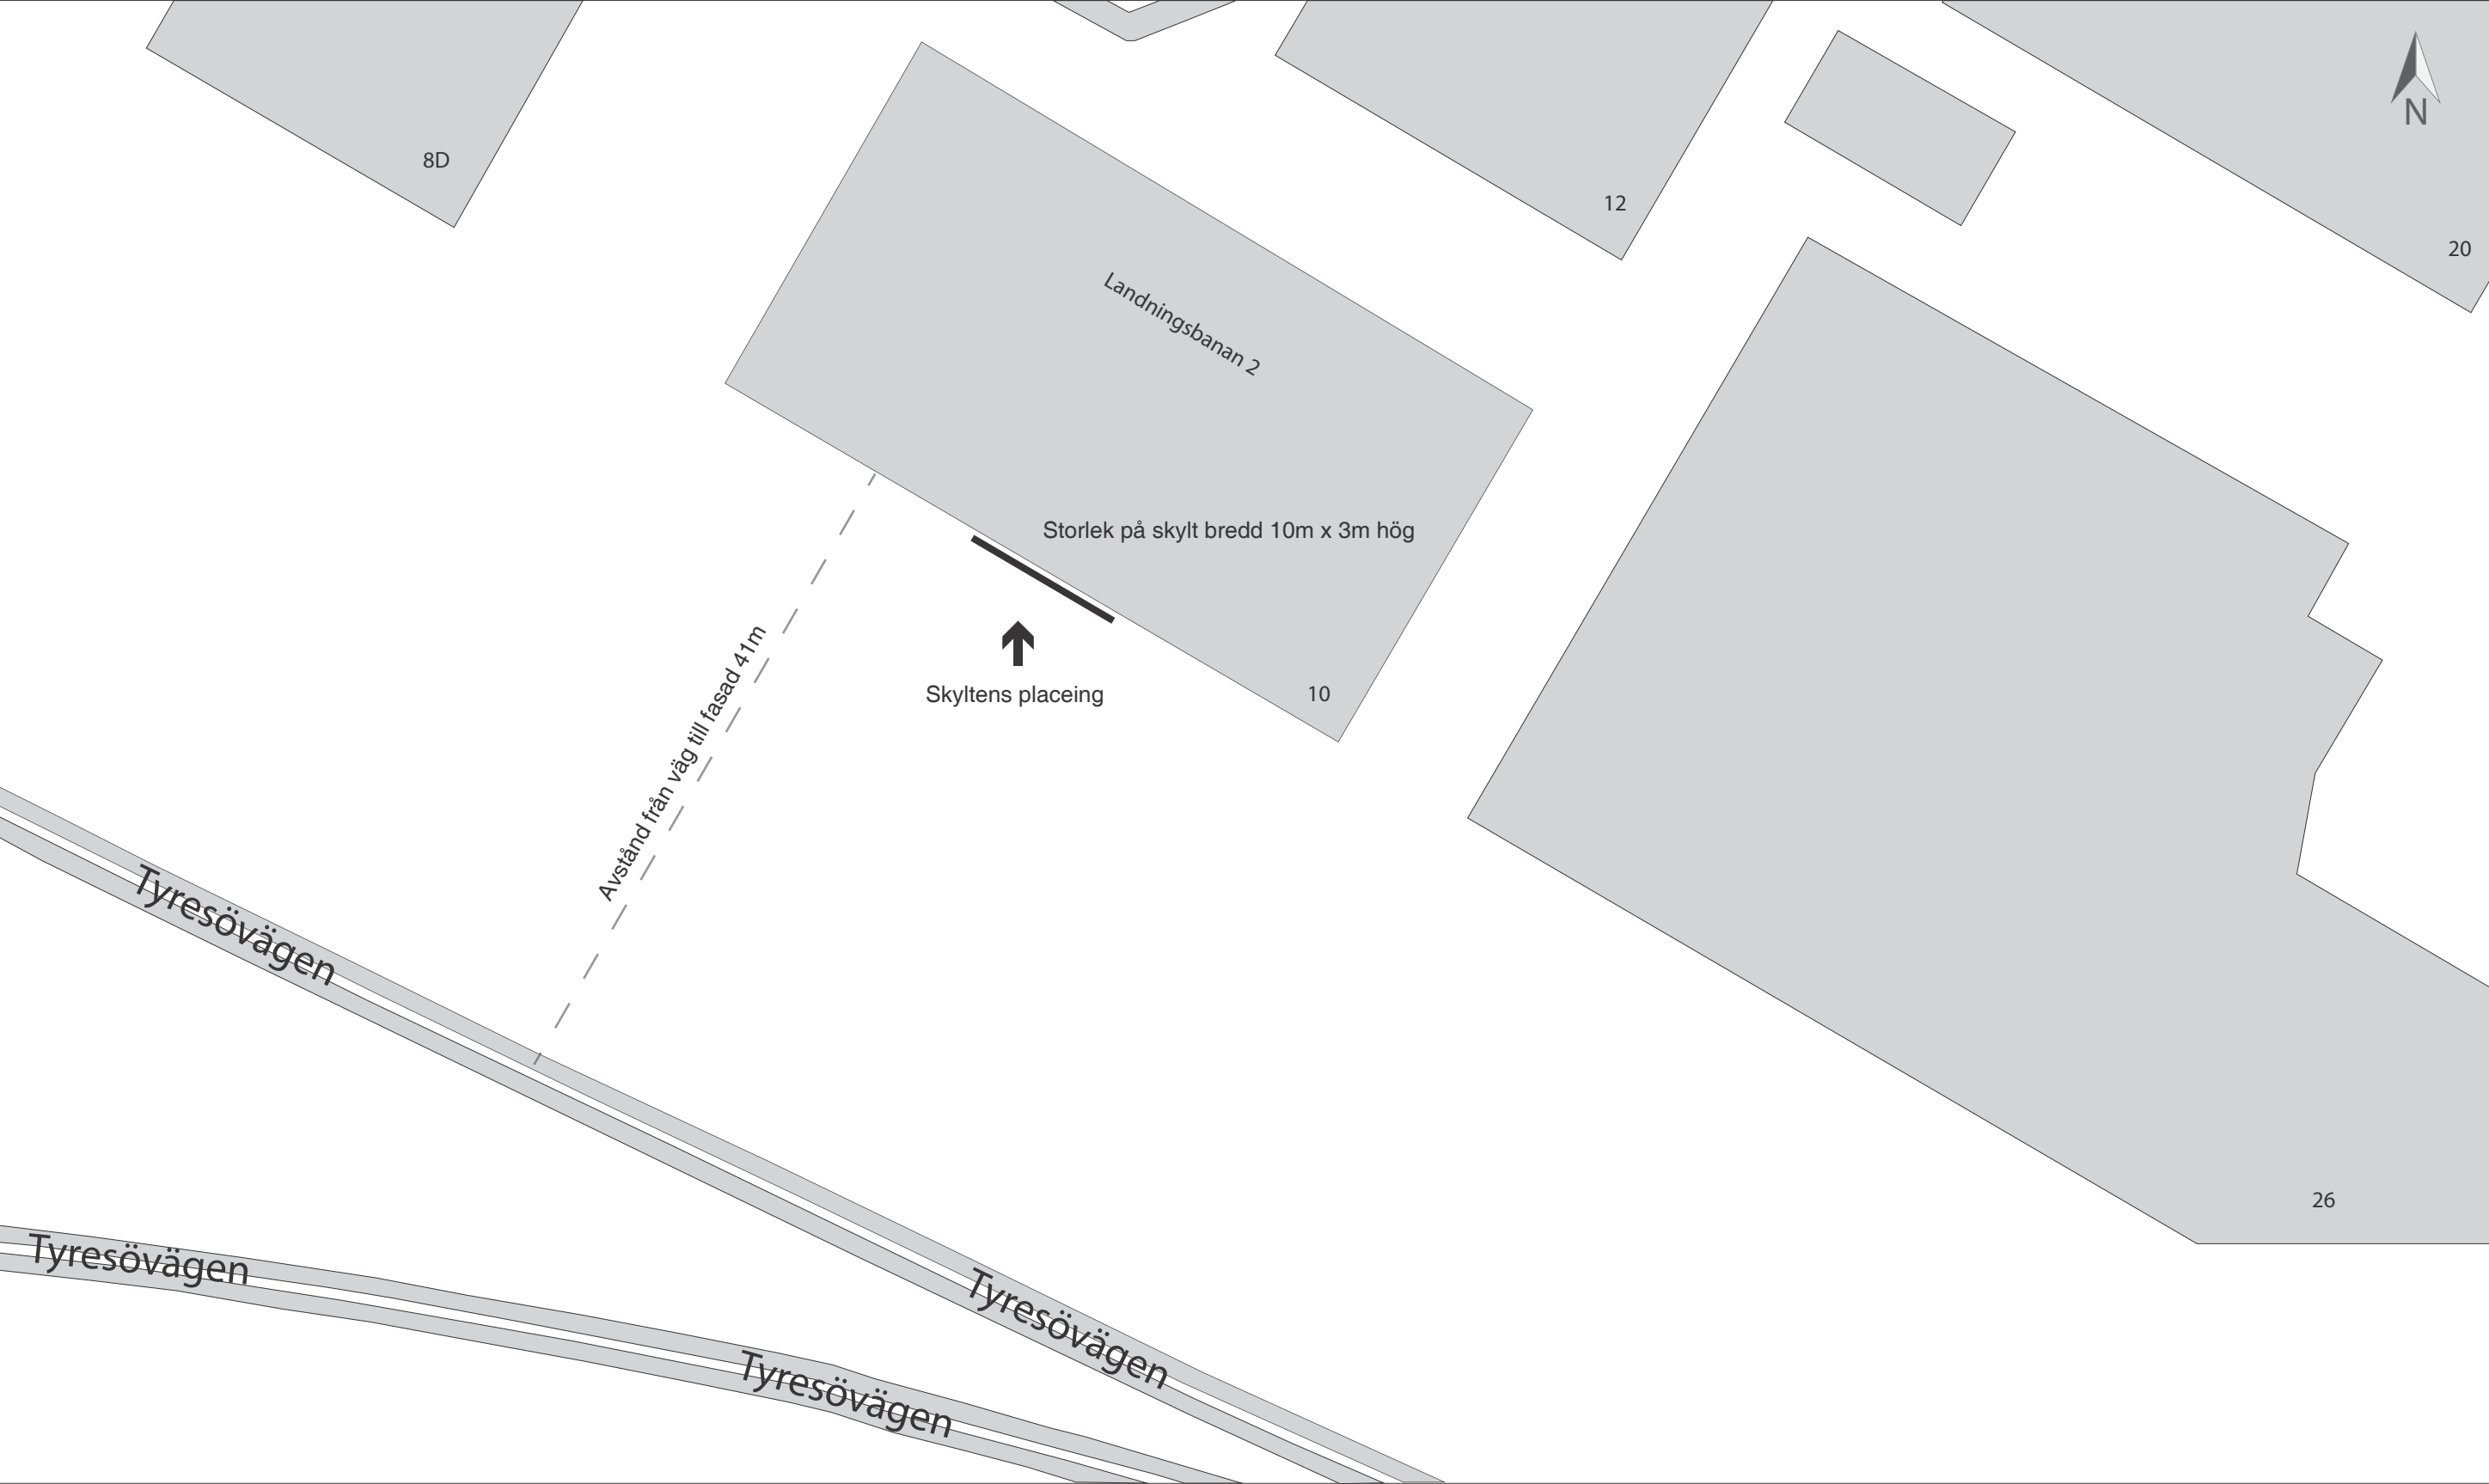 N
8D
12
20
Landningsbanan 2
Storlek på skylt bredd 10m x 3m hög
Avstånd från väg till fasad 41m
Skyltens placeing
10
Tyresövägen
26
Tyresövägen
Tyresövägen
Tyresövägen